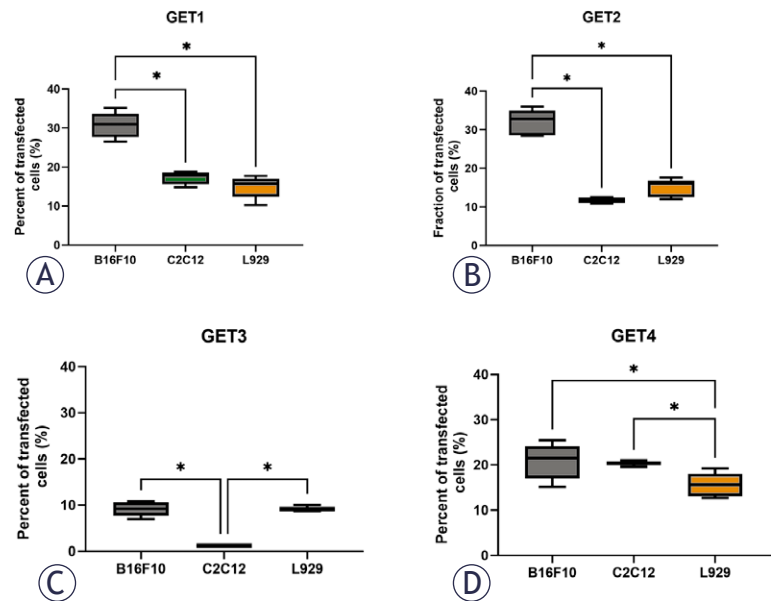 GET1
*
*
Percent of transfected
cells (%)
40
30
20
10
0
B16F10 C2C12 L929
A
GET2
*
*
Fraction of transfected
cells (%)
40
30
20
10
0
B16F10 C2C12 L929
B
GET3
*
*
Percent of transfected
cells (%)
40
30
20
10
0
B16F10 C2C12 L929
C
GET4
*
*
Percent of transfected
cells (%)
40
30
20
10
0
B16F10 C2C12 L929
D